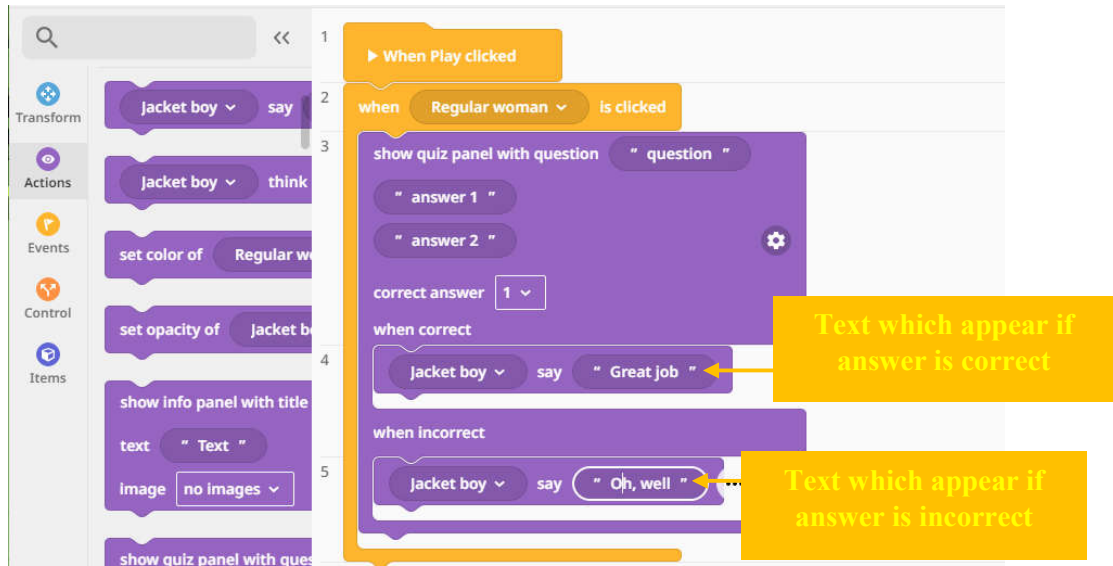 <<
Transform
Actions
Events
Control
Items
Jacket boy say
Jacket boy think
set color of Regular
set opacity of Jacket
show info panel with title
text " Text "
image no images
show quiz panel with
1
When Play clicked
2
when Regular woman is clicked
3
show quiz panel with question " question "
" answer 1 "
" answer 2 "
correct answer 1
when correct
4
Jacket boy say " Great job "
when incorrect
5
Jacket boy say " Oh, well "
Text which appear if
answer is correct
Text which appear if
answer is incorrect